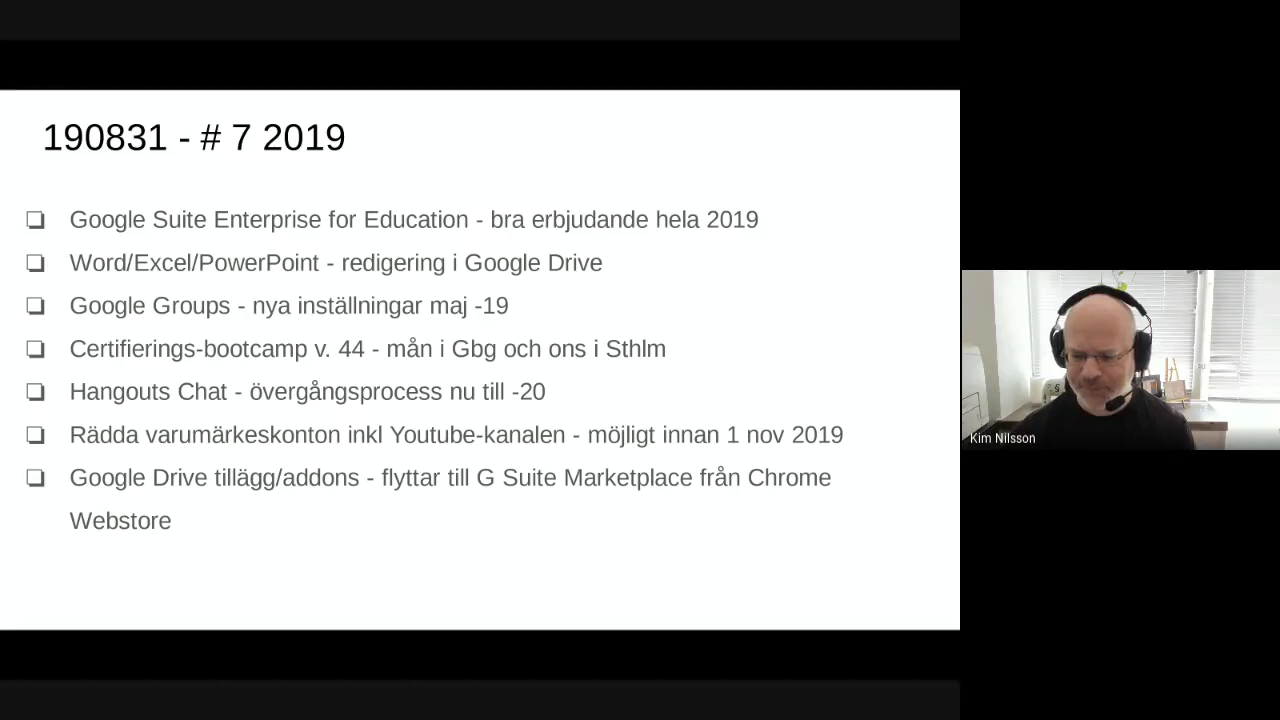 190831 - # 7 2019
Google Suite Enterprise for Education - bra erbjudande hela 2019
Word/Excel/PowerPoint - redigering i Google Drive
Google Groups - nya inställningar maj -19
Certifierings-bootcamp v. 44 - mån i Gbg och ons i Sthlm
Hangouts Chat - övergångsprocess nu till -20
Rädda varumärkeskonton inkl Youtube-kanalen - möjligt innan 1 nov 2019
Google Drive tillägg/addons - flyttar till G Suite Marketplace från Chrome
Webstore
Kim Nilsson